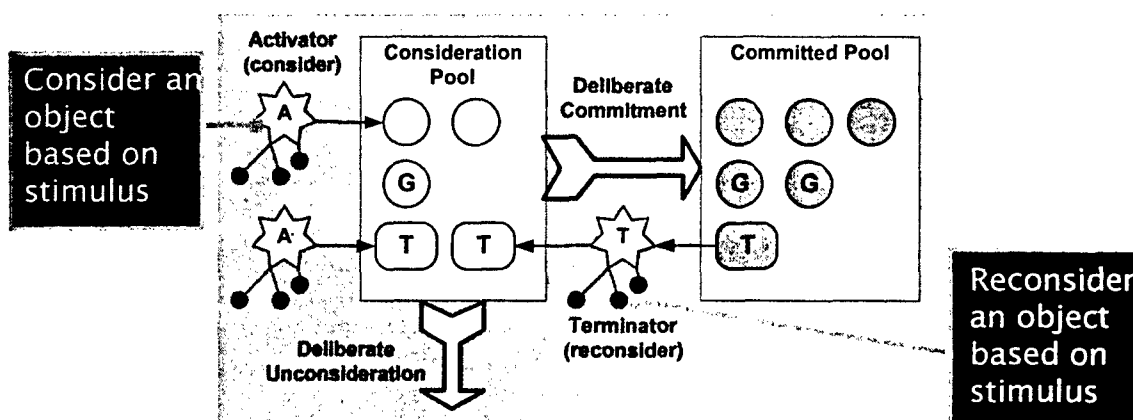 Consider an
object
based on
stimulus
Activator
(consider)
A
A
Consideration
Pool
G
T T
Deliberate
Commitment
Deliberate
Unconsideration
T
Terminator
(reconsider)
Committed Pool
G G
T
Reconsider
an object
based on
stimulus